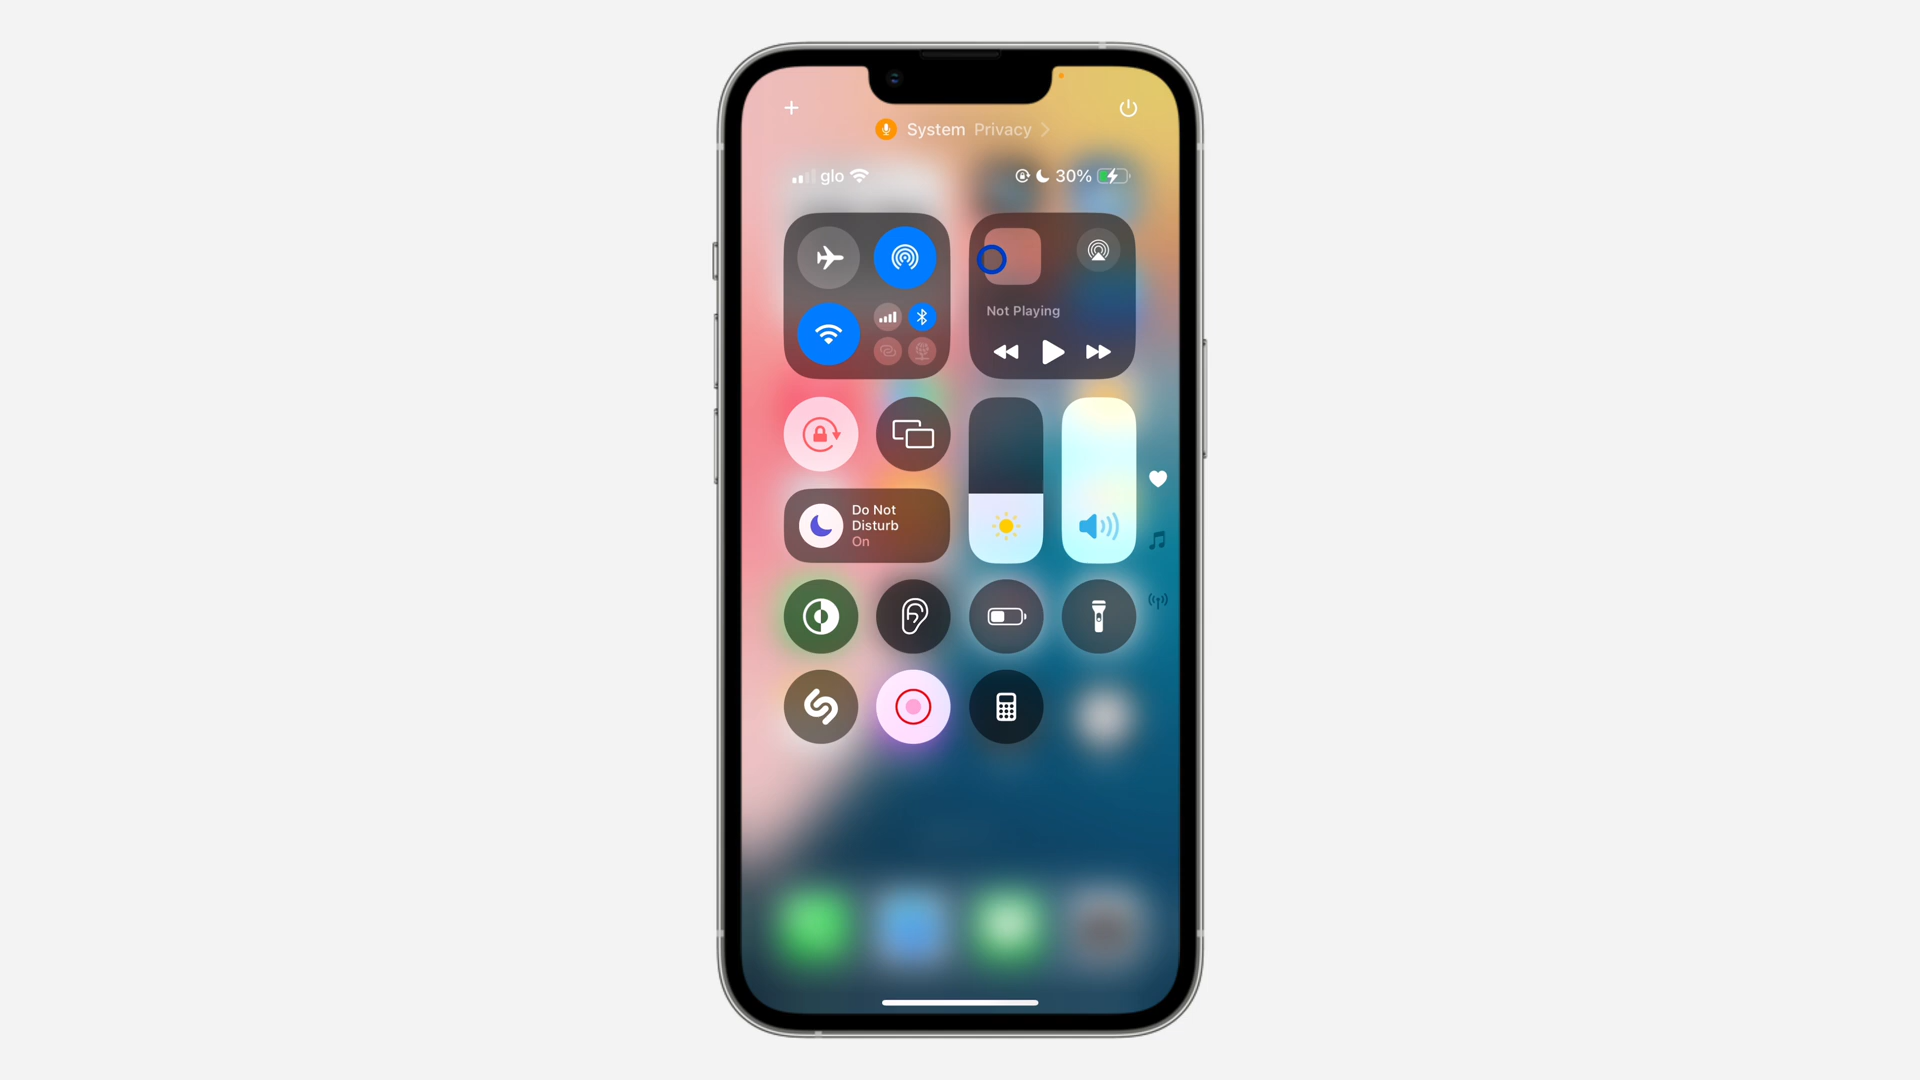 System Privacy
glo 30%
Not Playing
Do Not
Disturb
On